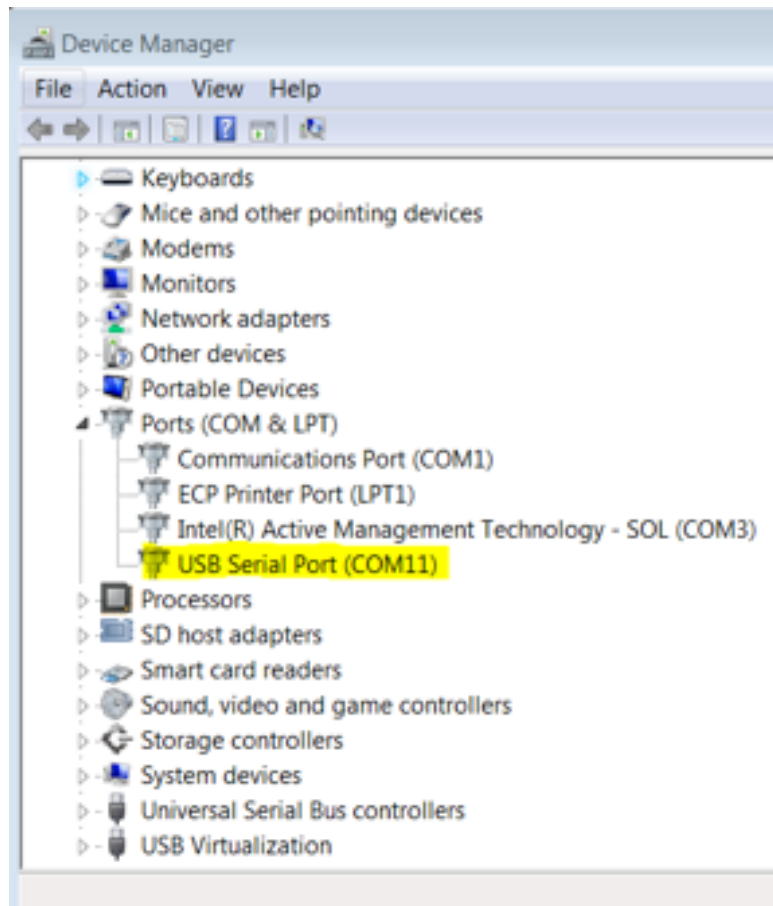 Device Manager
File Action View Help
Keyboards
Mice and other pointing devices
Modems
Monitors
Network adapters
Other devices
Portable Devices
Ports (COM & LPT)
Communications Port (COM1)
ECP Printer Port (LPT1)
Intel(R) Active Management Technology - SOL (COM3)
USB Serial Port (COM11)
Processors
SD host adapters
Smart card readers
Sound, video and game controllers
Storage controllers
System devices
Universal Serial Bus controllers
USB Virtualization